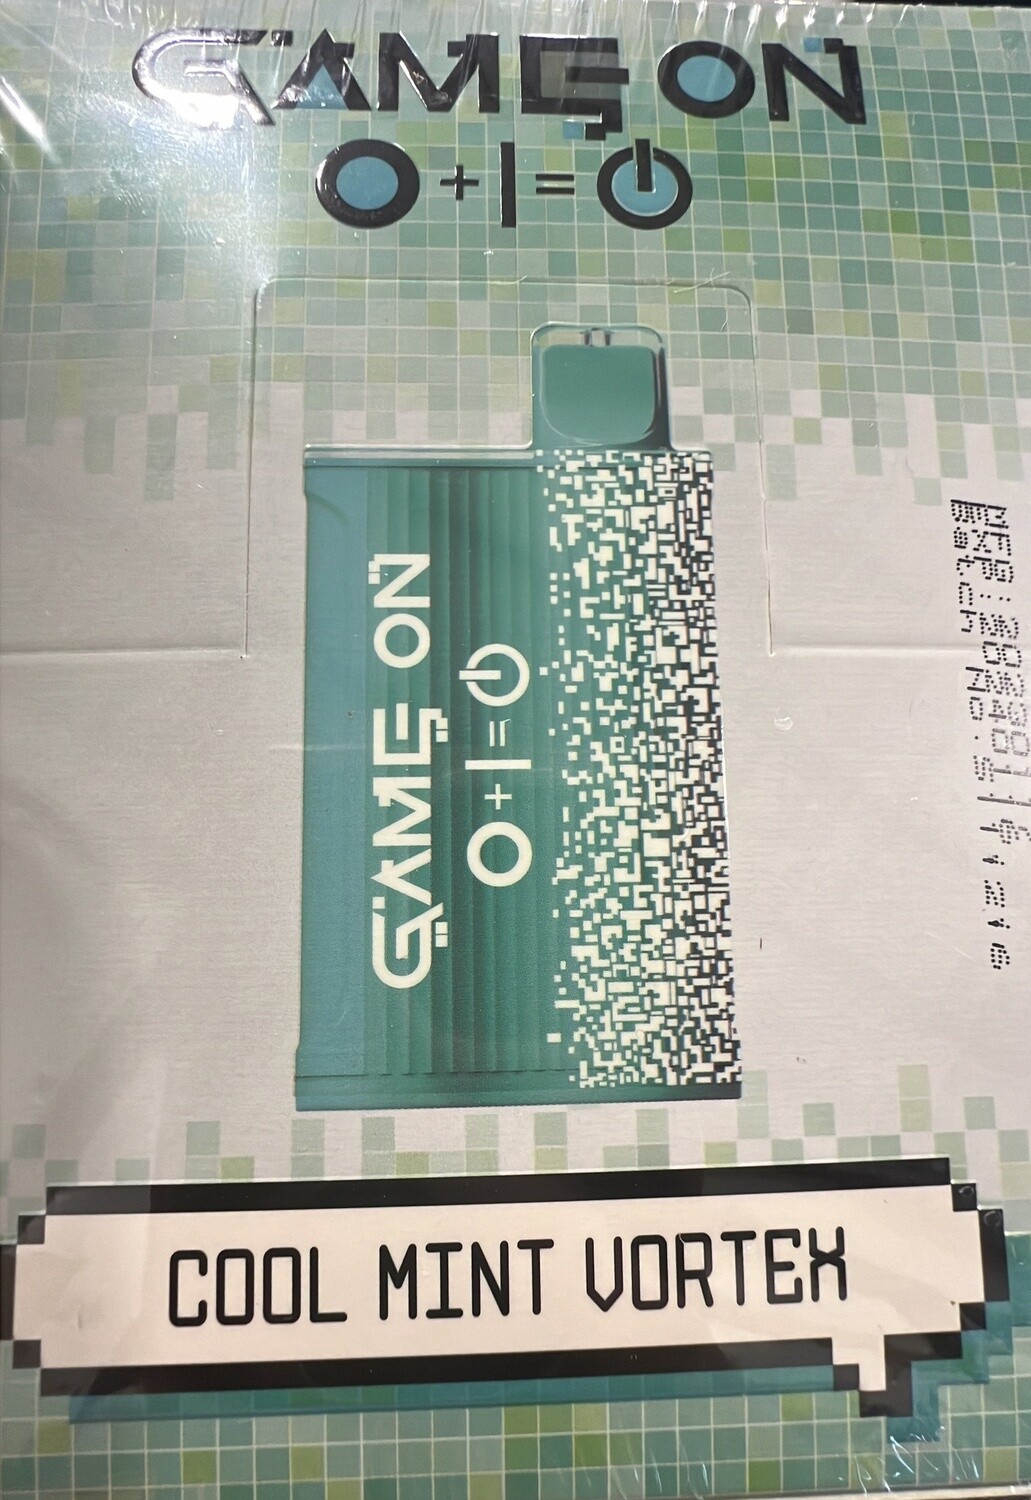 GAME ON
O + | =
GAME ON
O + | =
COOL MINT VORTEX